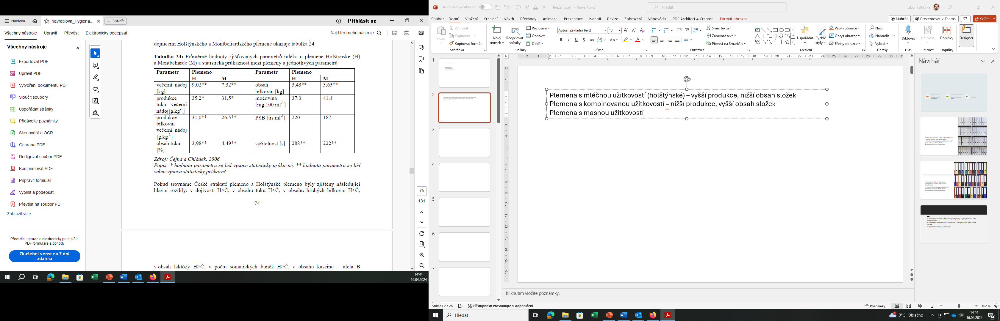 Nabídka
Navratilova_Hygiena...
Vytvořit
Přihlásit se
Všechny nástroje
Upravit
Převést
Elektronicky podepsat
Najít text nebo nástroje
Všechny nástroje
Exportovat PDF
Upravit PDF
Vytvoření dokumentu PDF
Sloučit soubory
Uspořádat stránky
Přidávejte poznámky
Skenování a OCR
Ochrana PDF
Redigovat soubor PDF
Komprimovat PDF
Připravit formulář
Vyplnit a podepsat
Převést na soubor PDF
Zobrazit více
Převeďte, upravte a elektronicky podepište
PDF formuláře a dohody
Zkušební verze na 7 dní
zdarma
dojnicemi Holštýnského a Montbeliardského plemene ukazuje tabulka 24.
Tabulka 24: Průměrné hodnoty zjišťovaných parametrů mléka u plemene Holštýnské (H)
a Montbeliarde (M) a statistická průkaznost mezi plemeny u jednotlivých parametrů
Parametr Plemeno Parametr Plemeno
H M H M
večerní nádoj [kg] 9,02** 7,32** obsah bílkovin [kg] 3,43** 3,65**
produkce tuku večerní nádoj[g.kg-1] 35,2* 31,5* močovina [mg.100 ml-1] 37,3 41,4
produkce bílkovin večerní nádoj [g.kg-1] 31,0** 26,5** PSB [tis.ml-1] 220 187
obsah tuku [%] 3,98** 4,49** syřitelnost [s] 288** 222**
Zdroj: Čejna a Chládek, 2006
Popis: * hodnota parametru se liší vysoce statisticky průkazně, ** hodnota parametru se liší
velmi vysoce statisticky průkazně
Pokud srovnáme České strakaté plemeno a Holštýnské plemeno byly zjištěny následující
hlavní rozdíly: v dojivosti H>Č, v obsahu tuku H<Č, v obsahu hrubých bílkovin H<Č,
74
v obsah laktózy H>Č, v počtu somatických buněk H>Č, v obsahu kaseinu – alela B
75
131
14:44
16.04.2024
Automatické ukládání
Prezentace1 - PowerPoint
Hledat
Libor Kalhotka
Soubor Domů Vložení Kreslení Návrh Přechody Animace Prezentace Nahrát Revize Zobrazení Nápověda PDF Architect 4 Creator Formát obrazce
Nahrát
Prezentovat v Teams
Sdílet
Vložit
Vyjmout
Kopírovat
Kopírovat formát
Schránka
Nový snímek
Recyklovat snímky
Rozložení
Obnovit
Oddíl
Snímky
Aptos (Základní text)
18
Písmo
Směr textu
Zarovnat text
Převést na SmartArt
Odstavec
Uspořádat
Rychlé styly
Výplň obrazce
Obrys obrazce
Efekty obrazce
Kreslení
Najít
Nahradit
Vybrat
Úpravy
Diktovat
Hlas
Citlivost
Citlivost
Doplňky
Doplňky
Designer
1
2
3
4
5
6
7
Plemena s mléčnou užitkovostí (holštýnské) – vyšší produkce, nižší obsah složek
Plemena s kombinovanou užitkovostí – nižší produkce, vyšší obsah složek
Plemena s masnou užitkovostí
Návrhář
Kliknutím vložíte poznámky.
Snímek 2 z 26
Přístupnost: Prostudujte si doporučení
Poznámky
102 %
Hledat
9°C Oblačno
14:44
16.04.2024
14